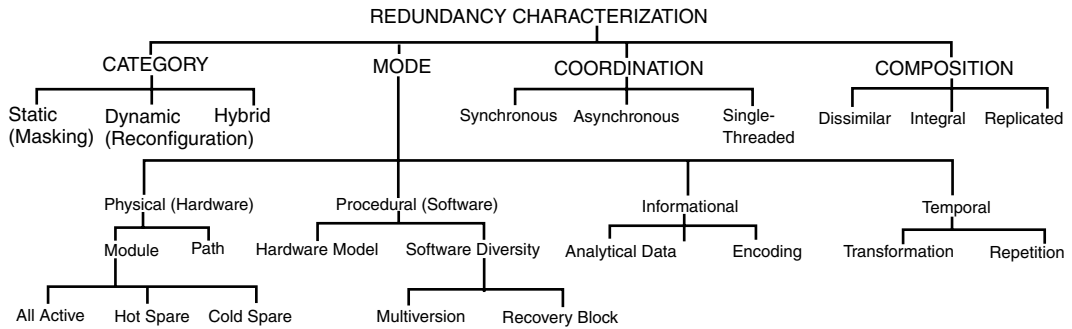 REDUNDANCY CHARACTERIZATION
CATEGORY
MODE
COORDINATION
COMPOSITION
Static
(Masking)
Dynamic
(Reconfiguration)
Hybrid
Synchronous
Asynchronous
Single-
Threaded
Dissimilar
Integral
Replicated
Physical (Hardware)
Procedural (Software)
Informational
Temporal
Module
Path
Hardware Model
Software Diversity
Analytical Data
Encoding
Transformation
Repetition
All Active
Hot Spare
Cold Spare
Multiversion
Recovery Block